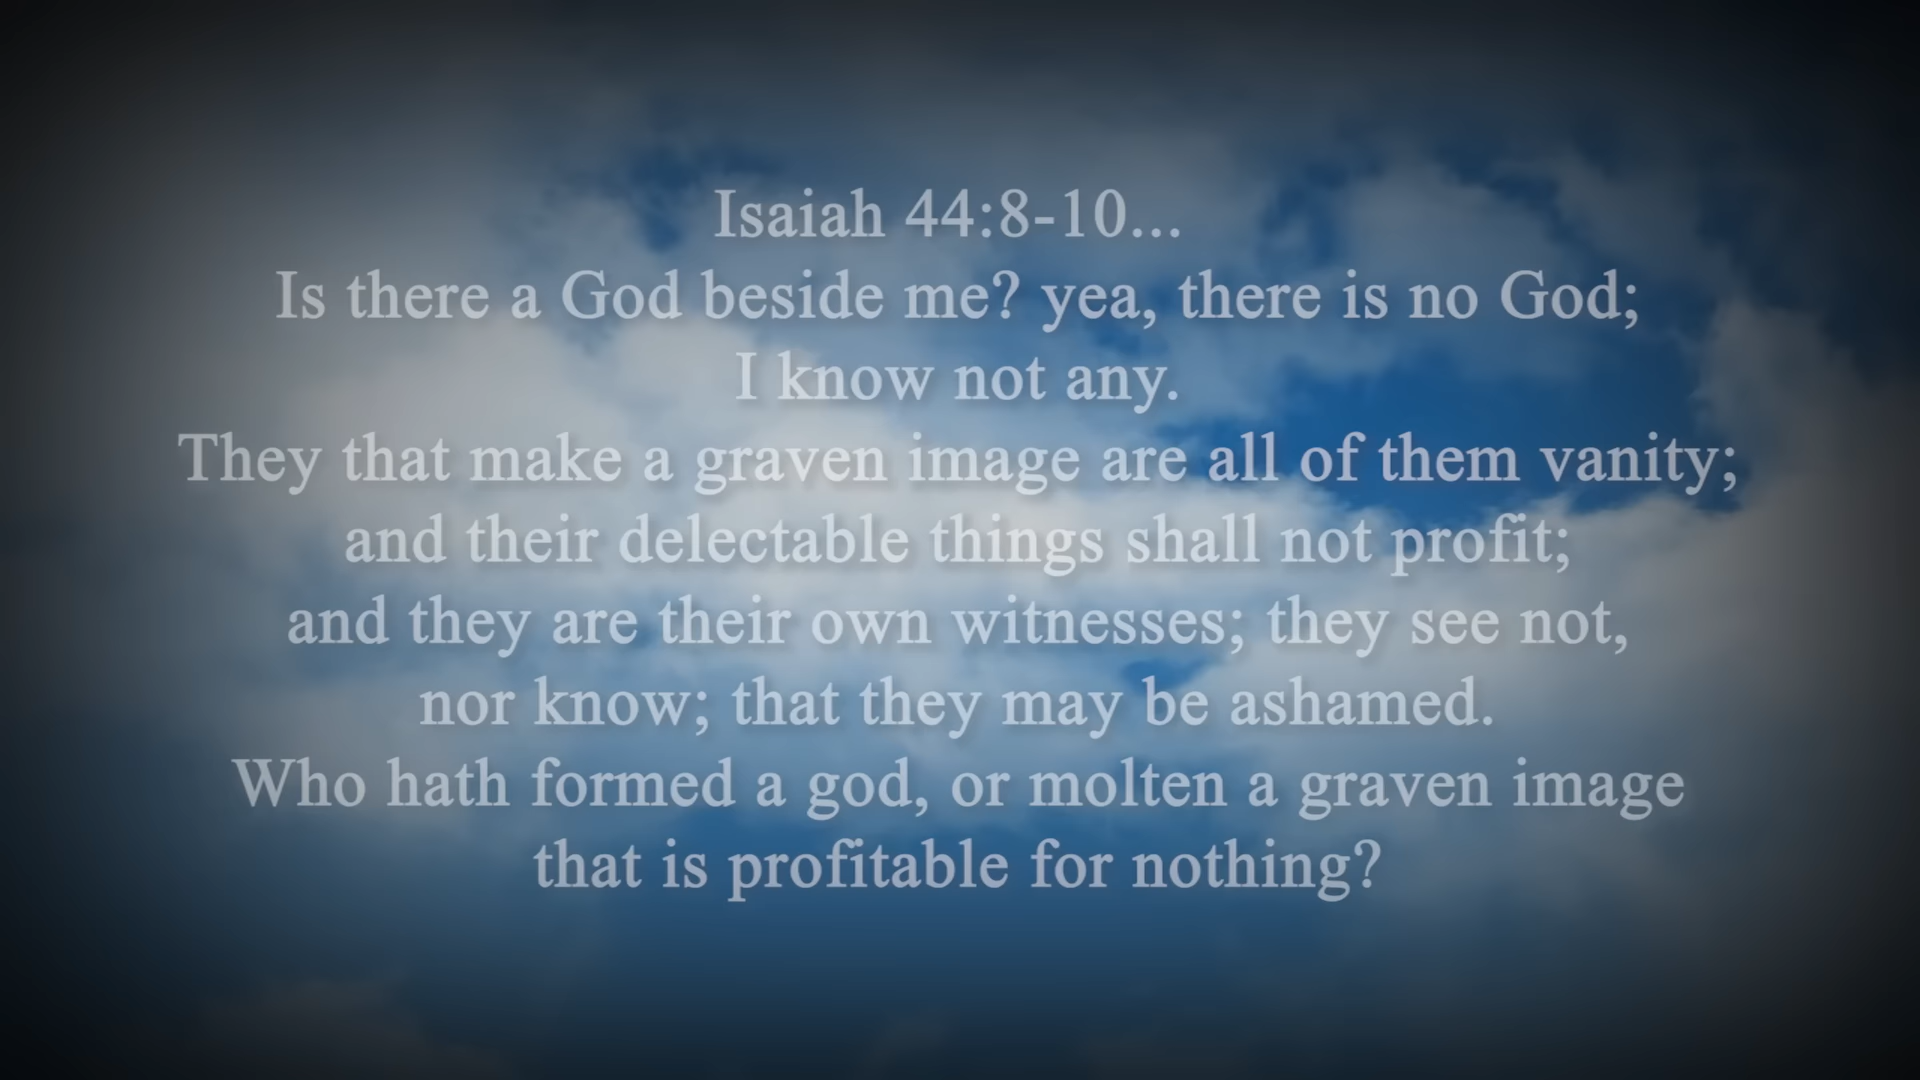 Isaiah 44:8-10...
Is there a God beside me? yea, there is no God;
I know not any.
They that make a graven image are all of them vanity;
and their delectable things shall not profit;
and they are their own witnesses; they see not,
nor know; that they may be ashamed.
Who hath formed a god, or molten a graven image
that is profitable for nothing?